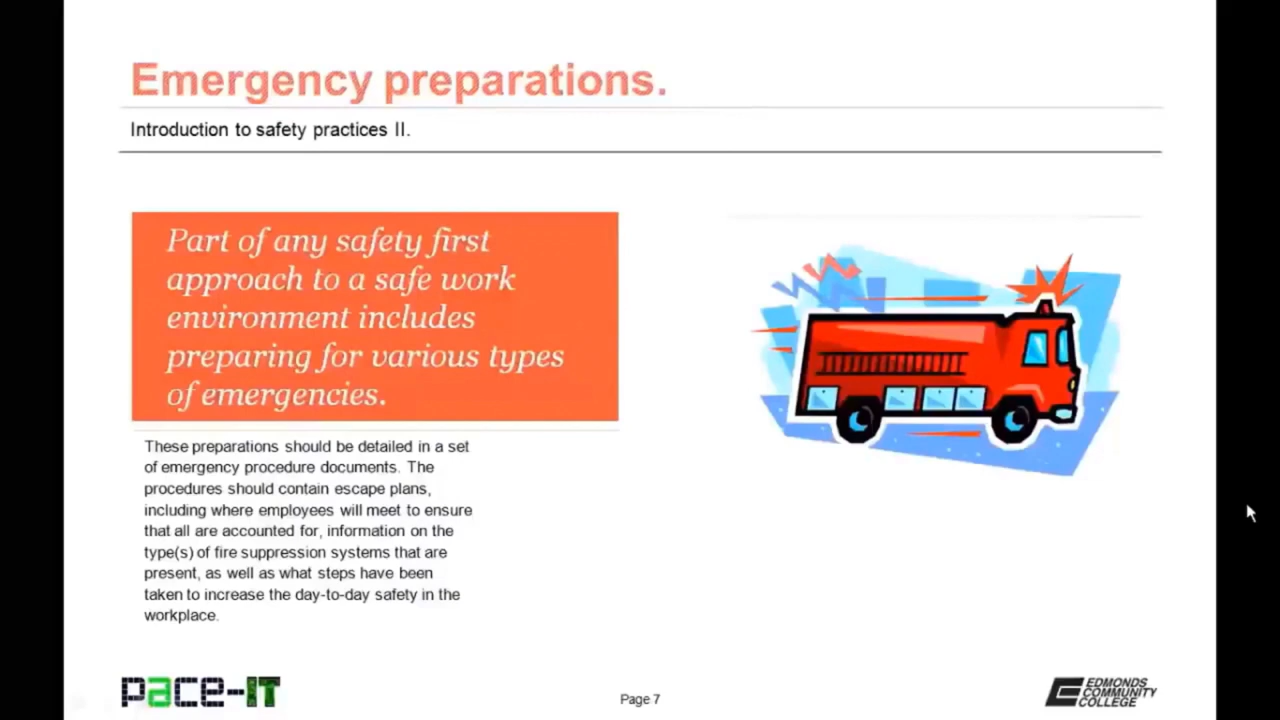 Emergency preparations.
Introduction to safety practices II.
Part of any safety first
approach to a safe work
environment includes
preparing for various types
of emergencies.
These preparations should be detailed in a set
of emergency procedure documents. The
procedures should contain escape plans,
including where employees will meet to ensure
that all are accounted for, information on the
type(s) of fire suppression systems that are
present, as well as what steps have been
taken to increase the day-to-day safety in the
workplace.
pace-IT
Page 7
EDMONDS
COMMUNITY
COLLEGE